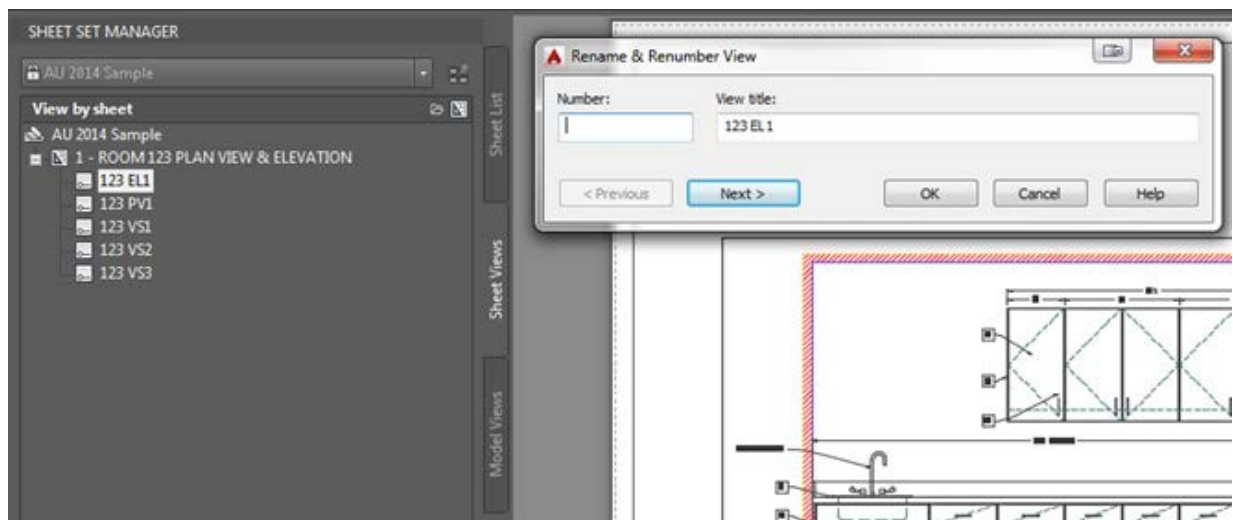 SHEET SET MANAGER
AU 2014 Sample
View by sheet
AU 2014 Sample
1 - ROOM 123 PLAN VIEW & ELEVATION
123 EL1
123 PV1
123 VS1
123 VS2
123 VS3
Sheet List
Sheet Views
Model Views
Rename & Renumber View
Number:
View title:
123 EL1
< Previous
Next >
OK
Cancel
Help